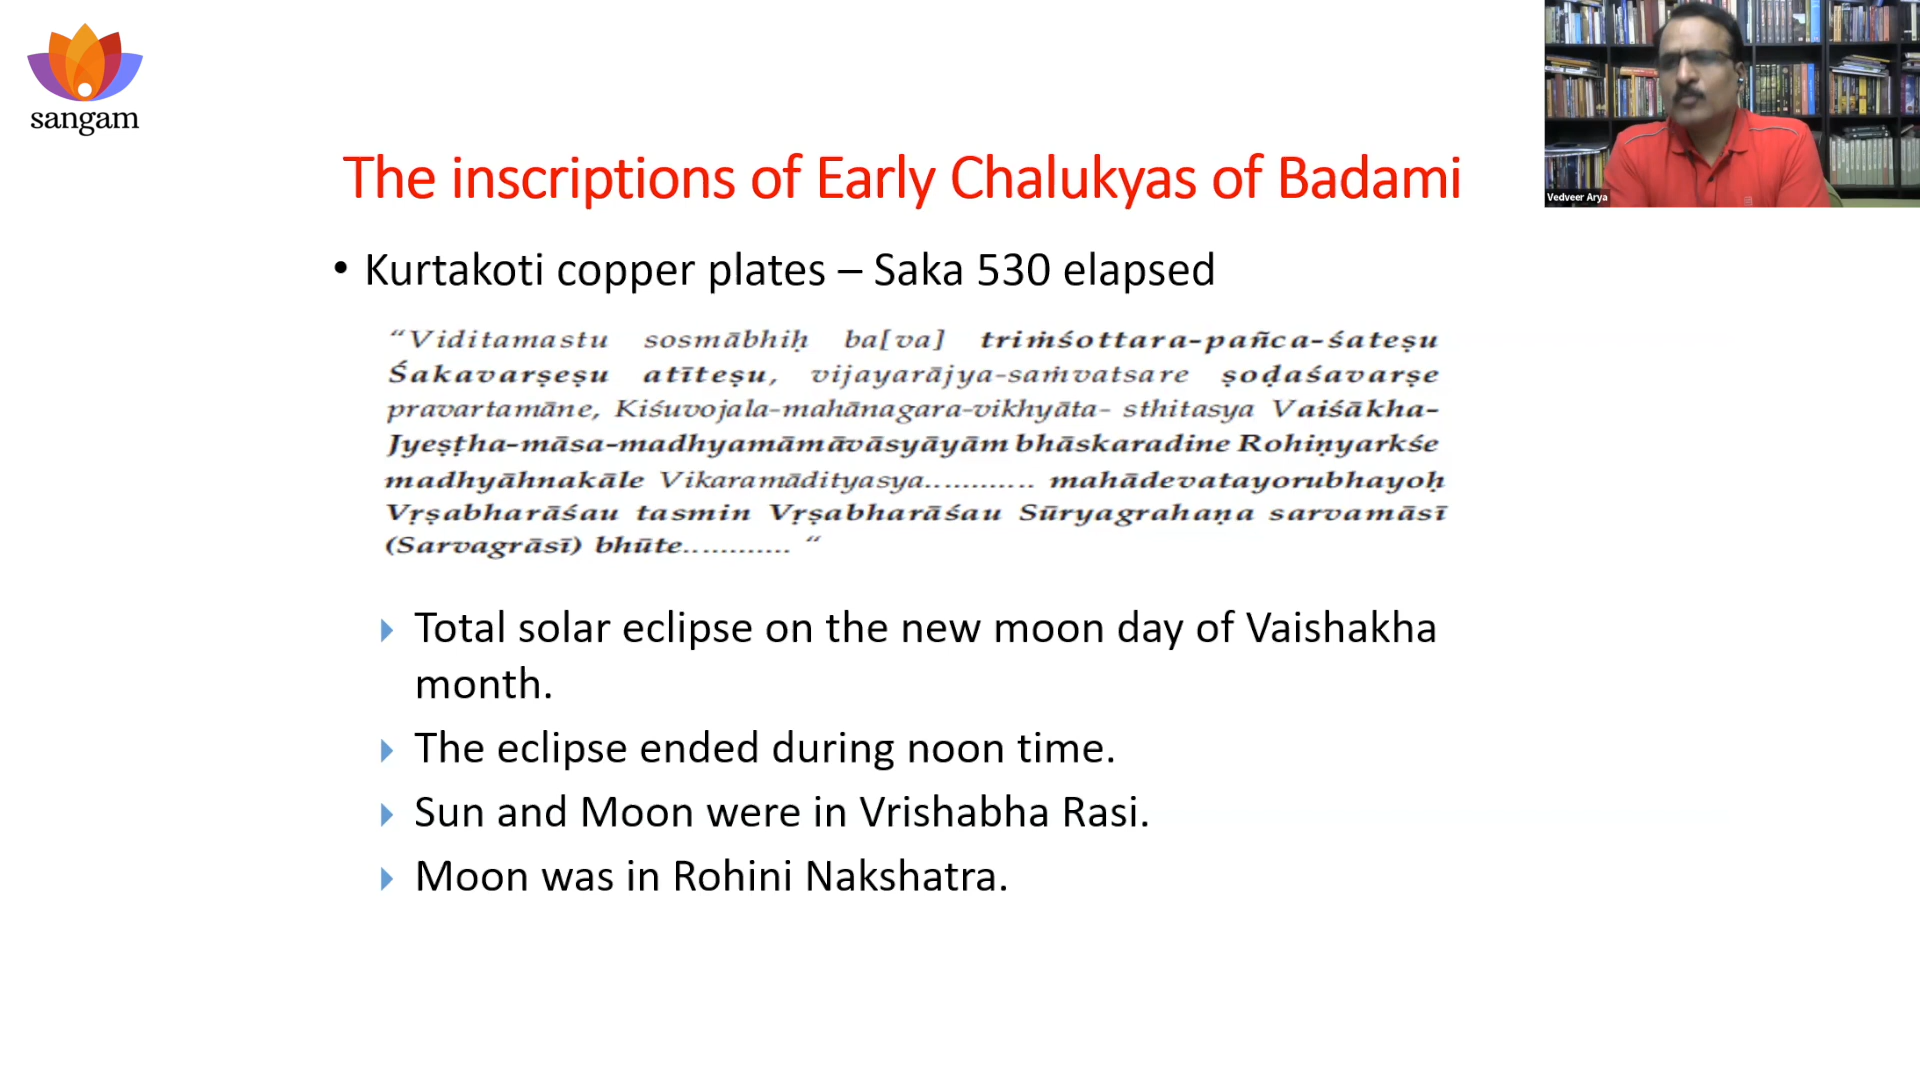 sangam
Vedveer Arya
The inscriptions of Early Chalukyas of Badami
• Kurtakoti copper plates – Saka 530 elapsed
“Viditamastu sosmābhiḥ ba[va] triṁśottara-pañca-śateṣu
Śakavarṣeṣu atīteṣu, vijayarājya-saṁvatsare ṣoḍaśavarṣe
pravartamāne, Kiśuvojala-mahānagara-vikhyāta- sthitasya Vaiśākha-
Jyeṣṭha-māsa-madhyamāmāvāsyāyām bhāskaradine Rohiṇyarkśe
madhyāhnakāle Vikaramādityasya............ mahādevatayorubhayoḥ
Vṛṣabharāśau tasmin Vṛṣabharāśau Sūryagrahaṇa sarvamāsī
(Sarvagrāsī) bhūte............ “
Total solar eclipse on the new moon day of Vaishakha
month.
The eclipse ended during noon time.
Sun and Moon were in Vrishabha Rasi.
Moon was in Rohini Nakshatra.